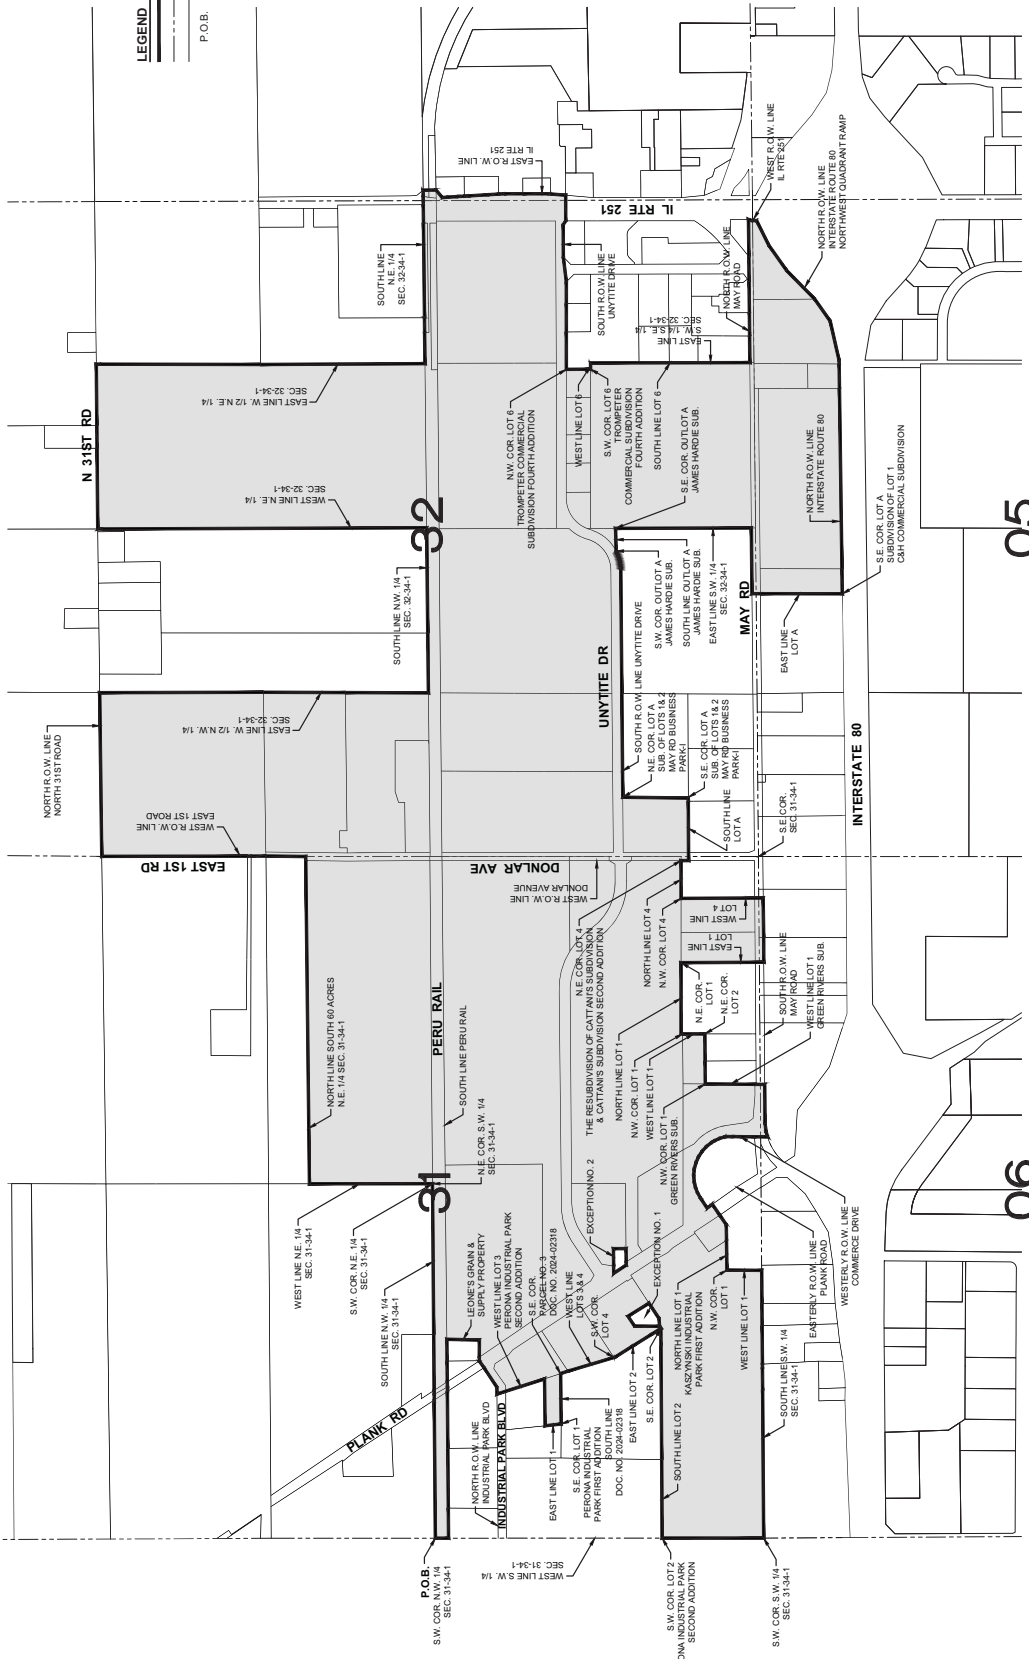 LEGEND
P.O.B.
N 31ST RD
EAST LINE W. 1/2 N.E. 1/4
SEC. 32-34-1
WEST LINE N.E. 1/4
SEC. 32-34-1
SOUTH LINE
N.E. 1/4
SEC. 32-34-1
EAST R.O.W. LINE
IL RTE 251
IL RTE 251
SOUTH R.O.W. LINE
UNYTITE DRIVE
EAST LINE
S.W. 1/4 S.E. 1/4
SEC. 32-34-1
NORTH R.O.W. LINE
MAY ROAD
WEST R.O.W. LINE
IL RTE 251
NORTH R.O.W. LINE
INTERSTATE ROUTE 80
NORTHWEST QUADRANT RAMP
N.W. COR. LOT 6
TROMPETER COMMERCIAL
SUBDIVISION FOURTH ADDITION
WEST LINE LOT 6
S.W. COR. LOT 6
TROMPETER
COMMERCIAL SUBDIVISION
FOURTH ADDITION
SOUTH LINE LOT 6
S.E. COR. OUTLOT A
JAMES HARDIE SUB.
NORTH R.O.W. LINE
INTERSTATE ROUTE 80
S.E. COR. LOT A
SUBDIVISION OF LOT 1
C&H COMMERCIAL SUBDIVISION
32
05
SOUTH LINE N.W. 1/4
SEC. 32-34-1
S.W. COR. OUTLOT A
JAMES HARDIE SUB.
SOUTH LINE OUTLOT A
JAMES HARDIE SUB.
EAST LINE S.W. 1/4
SEC. 32-34-1
MAY RD
EAST LINE
LOT A
NORTH R.O.W. LINE
NORTH 31ST ROAD
EAST LINE W. 1/2 N.W. 1/4
SEC. 32-34-1
WEST R.O.W. LINE
EAST 1ST ROAD
EAST 1ST RD
UNYTITE DR
SOUTH R.O.W. LINE UNYTITE DRIVE
N.E. COR. LOT A
SUB. OF LOTS 1 & 2
MAY RD BUSINESS
PARK-I
S.E. COR. LOT A
SUB. OF LOTS 1 & 2
MAY RD BUSINESS
PARK-I
SOUTH LINE
LOT A
S.E. COR.
SEC. 31-34-1
INTERSTATE 80
DONLAR AVE
WEST R.O.W. LINE
DONLAR AVENUE
NORTH LINE SOUTH 60 ACRES
N.E. 1/4 SEC. 31-34-1
PERU RAIL
SOUTH LINE PERU RAIL
N.E. COR. LOT 4
THE RESUBDIVISION OF CATTANI'S SUBDIVISION
& CATTANI'S SUBDIVISION SECOND ADDITION
NORTH LINE LOT 4
N.W. COR. LOT 4
WEST LINE
LOT 4
EAST LINE
LOT 1
N.E. COR.
LOT 1
N.E. COR.
LOT 2
NORTH LINE LOT 1
N.W. COR. LOT 1
WEST LINE LOT 1
N.W. COR. LOT 1
GREEN RIVERS SUB.
SOUTH R.O.W. LINE
MAY ROAD
WEST LINE LOT 1
GREEN RIVERS SUB.
31
06
N.E. COR. S.W. 1/4
SEC. 31-34-1
WEST LINE N.E. 1/4
SEC. 31-34-1
S.W. COR. N.E. 1/4
SEC. 31-34-1
SOUTH LINE N.W. 1/4
SEC. 31-34-1
LEONE'S GRAIN &
SUPPLY PROPERTY
WEST LINE LOT 3
PERONA INDUSTRIAL PARK
SECOND ADDITION
S.E. COR.
PARCEL NO. 3
DOC. NO. 2024-02318
WEST LINE
LOTS 3 & 4
S.W. COR.
LOT 4
EXCEPTION NO. 2
EXCEPTION NO. 1
EAST LINE LOT 2
S.E. COR. LOT 2
NORTH LINE LOT 1
KASZYNSKI INDUSTRIAL
PARK FIRST ADDITION
N.W. COR.
LOT 1
WEST LINE LOT 1
EASTERLY R.O.W. LINE
PLANK ROAD
WESTERLY R.O.W. LINE
COMMERCE DRIVE
SOUTH LINE S.W. 1/4
SEC. 31-34-1
PLANK RD
NORTH R.O.W. LINE
INDUSTRIAL PARK BLVD
INDUSTRIAL PARK BLVD
EAST LINE LOT 1
S.E. COR. LOT 1
PERONA INDUSTRIAL
PARK FIRST ADDITION
SOUTH LINE
DOC. NO. 2024-02318
SOUTH LINE LOT 2
P.O.B.
S.W. COR. N.W. 1/4
SEC. 31-34-1
WEST LINE S.W. 1/4
SEC. 31-34-1
S.W. COR. LOT 2
ONA INDUSTRIAL PARK
SECOND ADDITION
S.W. COR. S.W. 1/4
SEC. 31-34-1